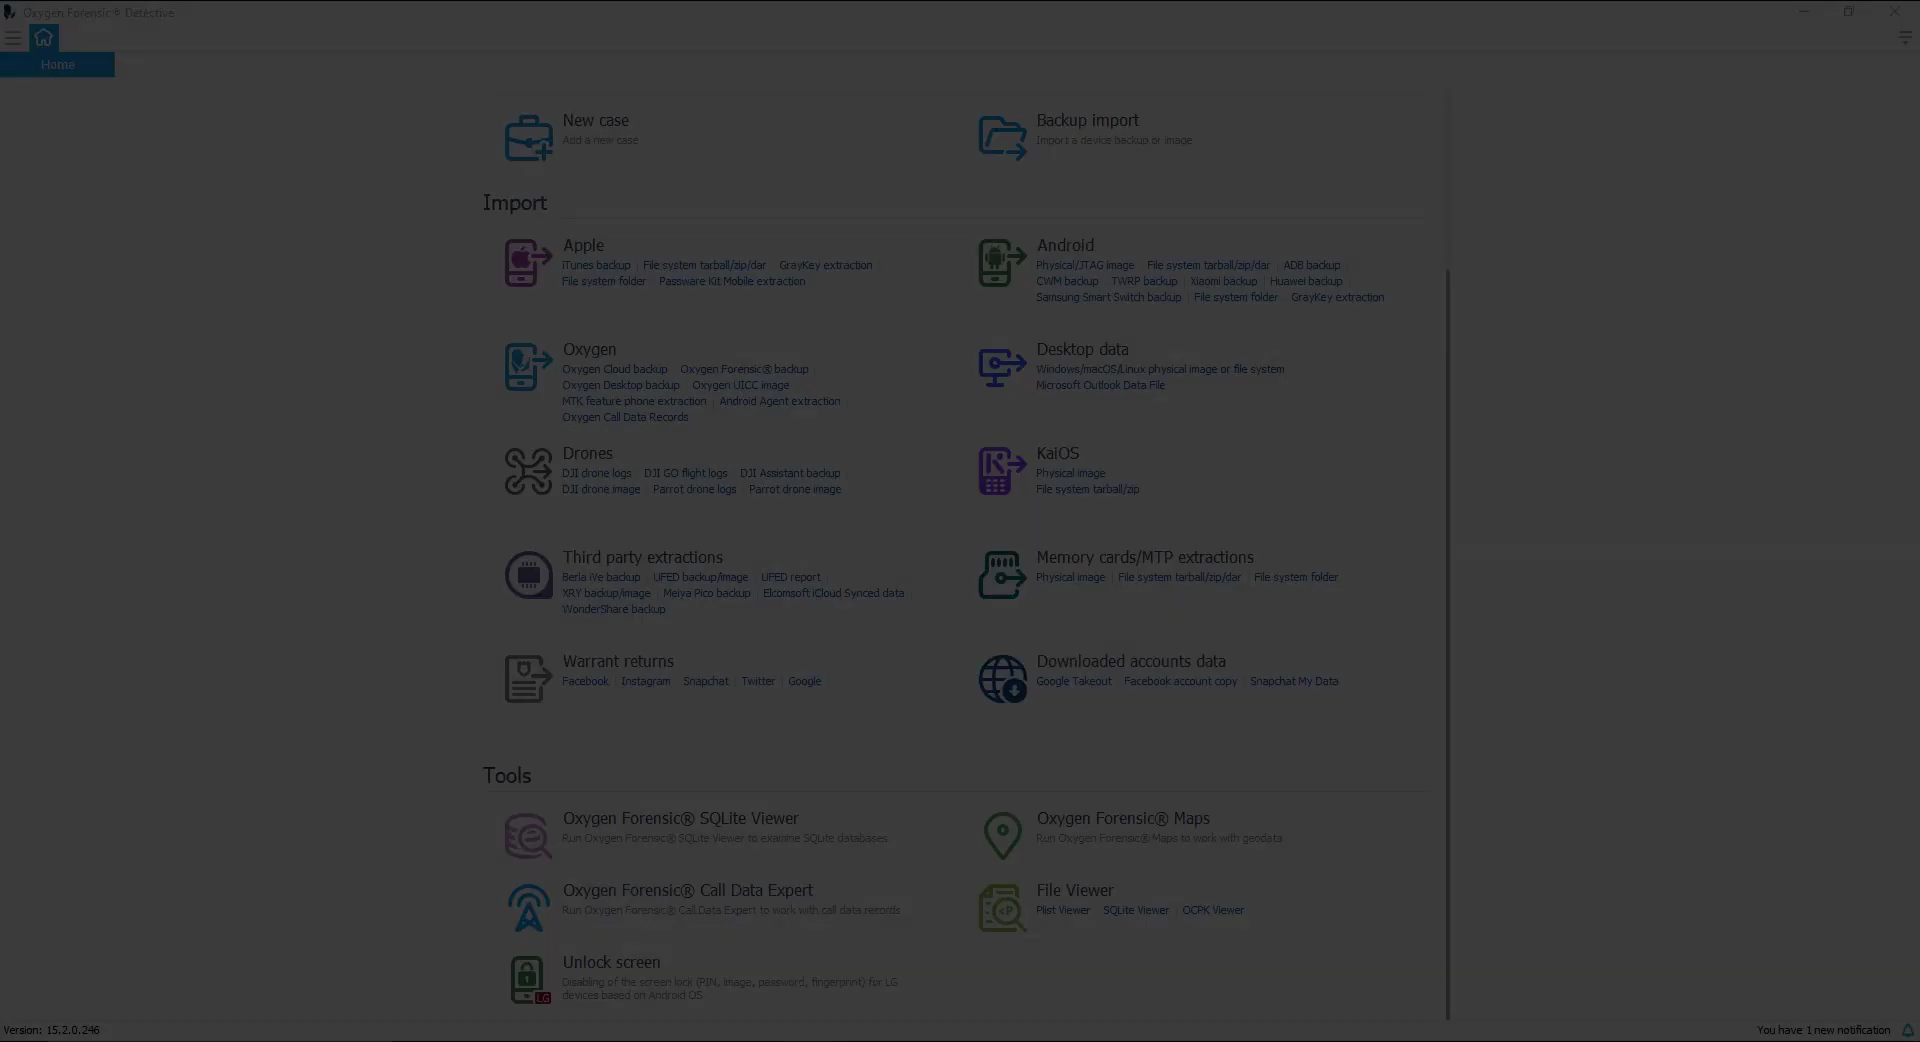 Oxygen Forensic® Detective
Home
New case
Add a new case
Backup import
Import a device backup or image
Import
Apple
iTunes backup File system tarball/zip/dar GrayKey extraction
File system folder Passware Kit Mobile extraction
Android
Physical/JTAG image File system tarball/zip/dar ADB backup
CWM backup TWRP backup Xiaomi backup Huawei backup
Samsung Smart Switch backup File system folder GrayKey extraction
Oxygen
Oxygen Cloud backup Oxygen Forensic® backup
Oxygen Desktop backup Oxygen UICC image
MTK feature phone extraction Android Agent extraction
Oxygen Call Data Records
Desktop data
Windows/macOS/Linux physical image or file system
Microsoft Outlook Data File
Drones
DJI drone logs DJI GO flight logs DJI Assistant backup
DJI drone image Parrot drone logs Parrot drone image
KaiOS
Physical image
File system tarball/zip
Third party extractions
Berla iVe backup UFED backup/image UFED report
XRY backup/image Meiya Pico backup Elcomsoft iCloud Synced data
WonderShare backup
Memory cards/MTP extractions
Physical image File system tarball/zip/dar File system folder
Warrant returns
Facebook Instagram Snapchat Twitter Google
Downloaded accounts data
Google Takeout Facebook account copy Snapchat My Data
Tools
Oxygen Forensic® SQLite Viewer
Run Oxygen Forensic® SQLite Viewer to examine SQLite databases
Oxygen Forensic® Maps
Run Oxygen Forensic® Maps to work with geodata
Oxygen Forensic® Call Data Expert
Run Oxygen Forensic® Call Data Expert to work with call data records
File Viewer
Plist Viewer SQLite Viewer OCPK Viewer
Unlock screen
Disabling of the screen lock (PIN, image, password, fingerprint) for LG
devices based on Android OS
LG
Version: 15.2.0.246
You have 1 new notification